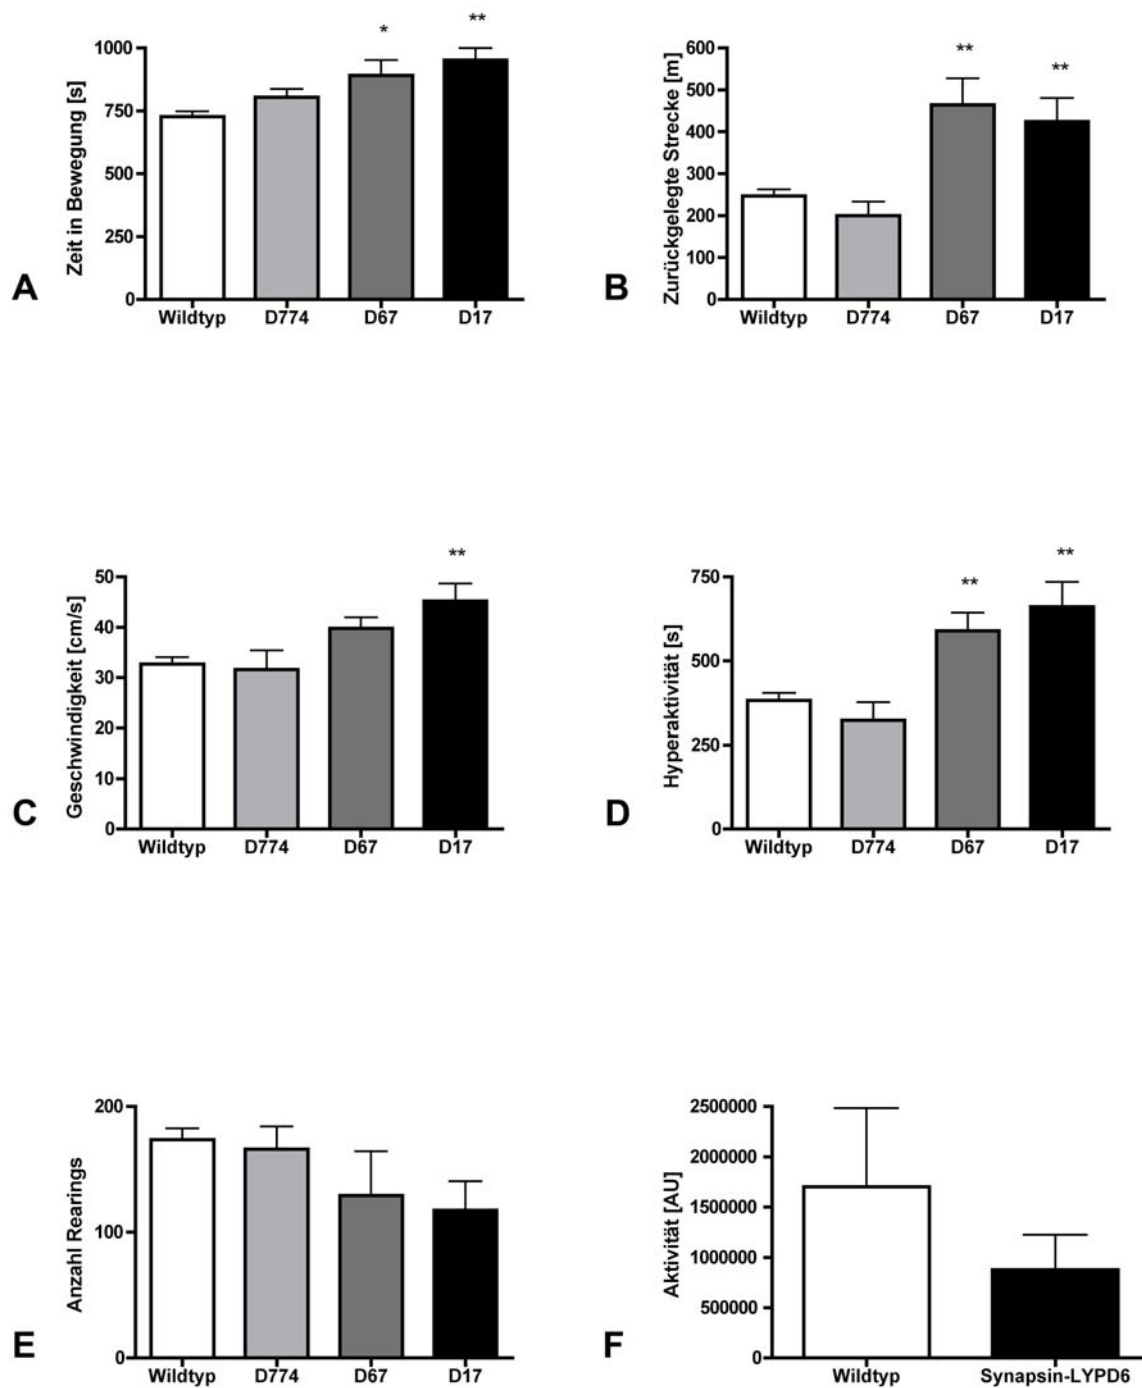 A
Zeit in Bewegung [s]
1000
750
500
250
0
*
**
Wildtyp D774 D67 D17
B
Zurückgelegte Strecke [m]
600
500
400
300
200
100
0
**
**
Wildtyp D774 D67 D17
C
Geschwindigkeit [cm/s]
50
40
30
20
10
0
**
Wildtyp D774 D67 D17
D
Hyperaktivität [s]
750
500
250
0
**
**
Wildtyp D774 D67 D17
E
Anzahl Rearings
200
100
0
Wildtyp D774 D67 D17
F
Aktivität [AU]
2500000
2000000
1500000
1000000
500000
0
Wildtyp Synapsin-LYPD6